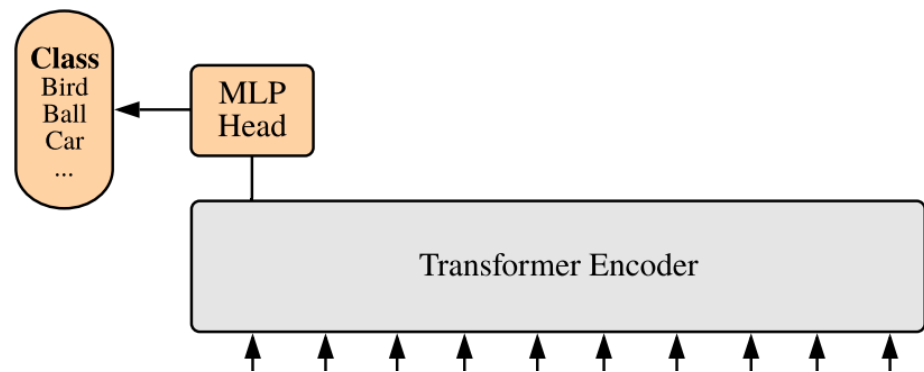 Class
Bird
Ball
Car
...
MLP
Head
Transformer Encoder